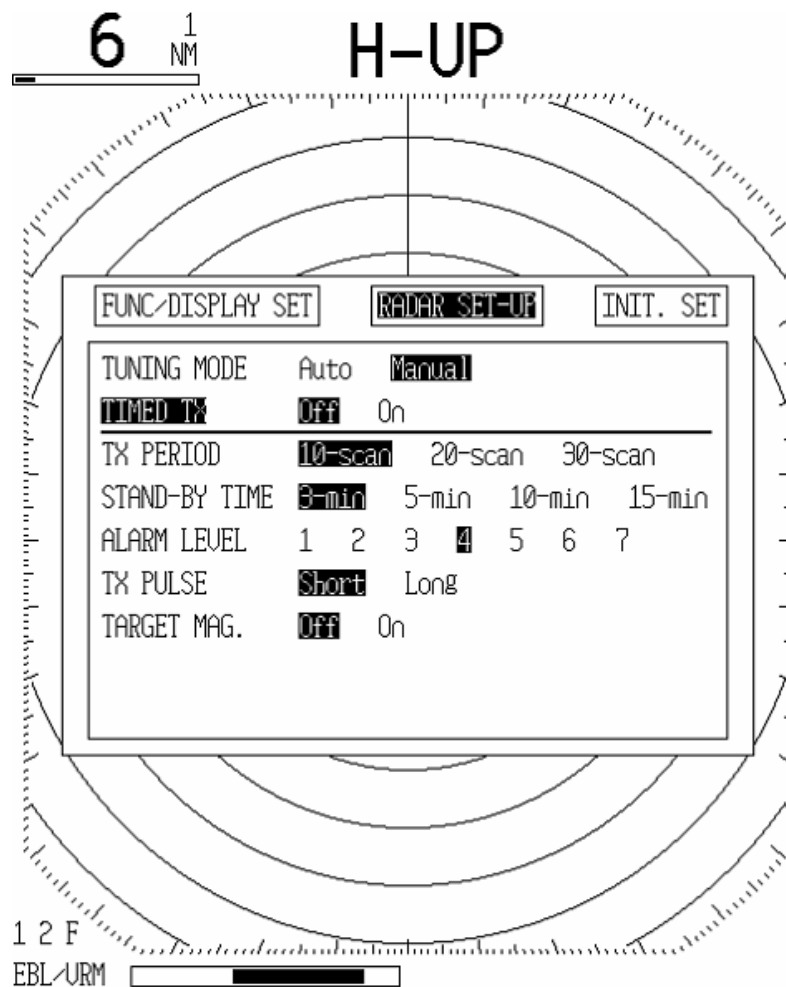 6 1 NM H-UP
FUNC/DISPLAY SET RADAR SET-UP INIT. SET
TUNING MODE Auto Manual
TIMED TX Off On
TX PERIOD 10-scan 20-scan 30-scan
STAND-BY TIME 3-min 5-min 10-min 15-min
ALARM LEVEL 1 2 3 4 5 6 7
TX PULSE Short Long
TARGET MAG. Off On
1 2 F
EBL/VRM